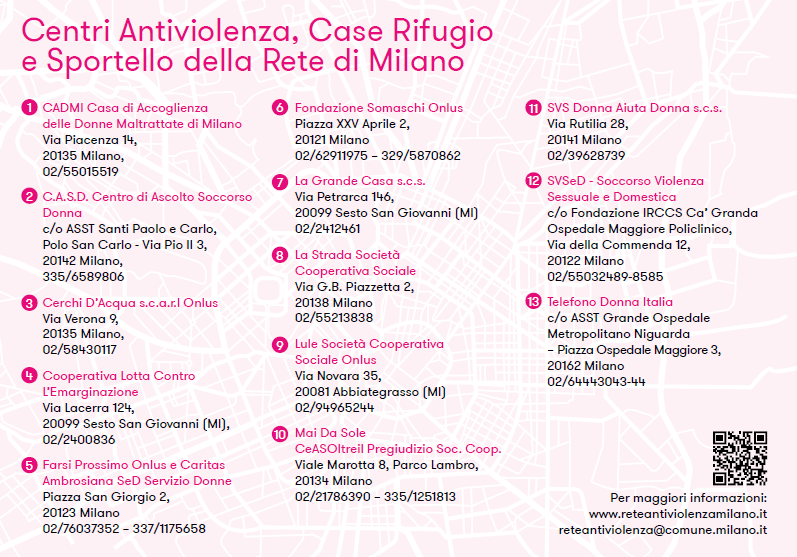 Centri Antiviolenza, Case Rifugio
e Sportello della Rete di Milano
1 CADMI Casa di Accoglienza
delle Donne Maltrattate di Milano
Via Piacenza 14,
20135 Milano,
02/55015519
2 C.A.S.D. Centro di Ascolto Soccorso
Donna
c/o ASST Santi Paolo e Carlo,
Polo San Carlo - Via Pio II 3,
20142 Milano,
335/6589806
3 Cerchi D'Acqua s.c.a.r.l Onlus
Via Verona 9,
20135 Milano,
02/58430117
4 Cooperativa Lotta Contro
L'Emarginazione
Via Lacerra 124,
20099 Sesto San Giovanni (MI),
02/2400836
5 Farsi Prossimo Onlus e Caritas
Ambrosiana SeD Servizio Donne
Piazza San Giorgio 2,
20123 Milano
02/76037352 – 337/1175658
6 Fondazione Somaschi Onlus
Piazza XXV Aprile 2,
20121 Milano
02/62911975 – 329/5870862
7 La Grande Casa s.c.s.
Via Petrarca 146,
20099 Sesto San Giovanni (MI)
02/2412461
8 La Strada Società
Cooperativa Sociale
Via G.B. Piazzetta 2,
20138 Milano
02/55213838
9 Lule Società Cooperativa
Sociale Onlus
Via Novara 35,
20081 Abbiategrasso (MI)
02/94965244
10 Mai Da Sole
CeASOltreil Pregiudizio Soc. Coop.
Viale Marotta 8, Parco Lambro,
20134 Milano
02/21786390 – 335/1251813
11 SVS Donna Aiuta Donna s.c.s.
Via Rutilia 28,
20141 Milano
02/39628739
12 SVSeD - Soccorso Violenza
Sessuale e Domestica
c/o Fondazione IRCCS Ca' Granda
Ospedale Maggiore Policlinico,
Via della Commenda 12,
20122 Milano
02/55032489-8585
13 Telefono Donna Italia
c/o ASST Grande Ospedale
Metropolitano Niguarda
– Piazza Ospedale Maggiore 3,
20162 Milano
02/64443043-44
Per maggiori informazioni:
www.reteantiviolenzamilano.it
reteantiviolenza@comune.milano.it